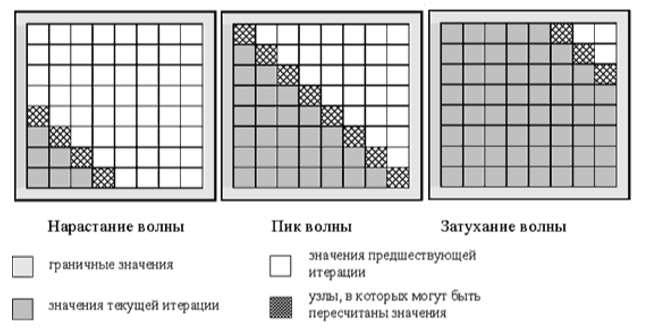 Нарастание волны
Пик волны
Затухание волны
граничные значения
значения предшествующей
итерации
значения текущей итерации
узлы, в которых могут быть
пересчитаны значения